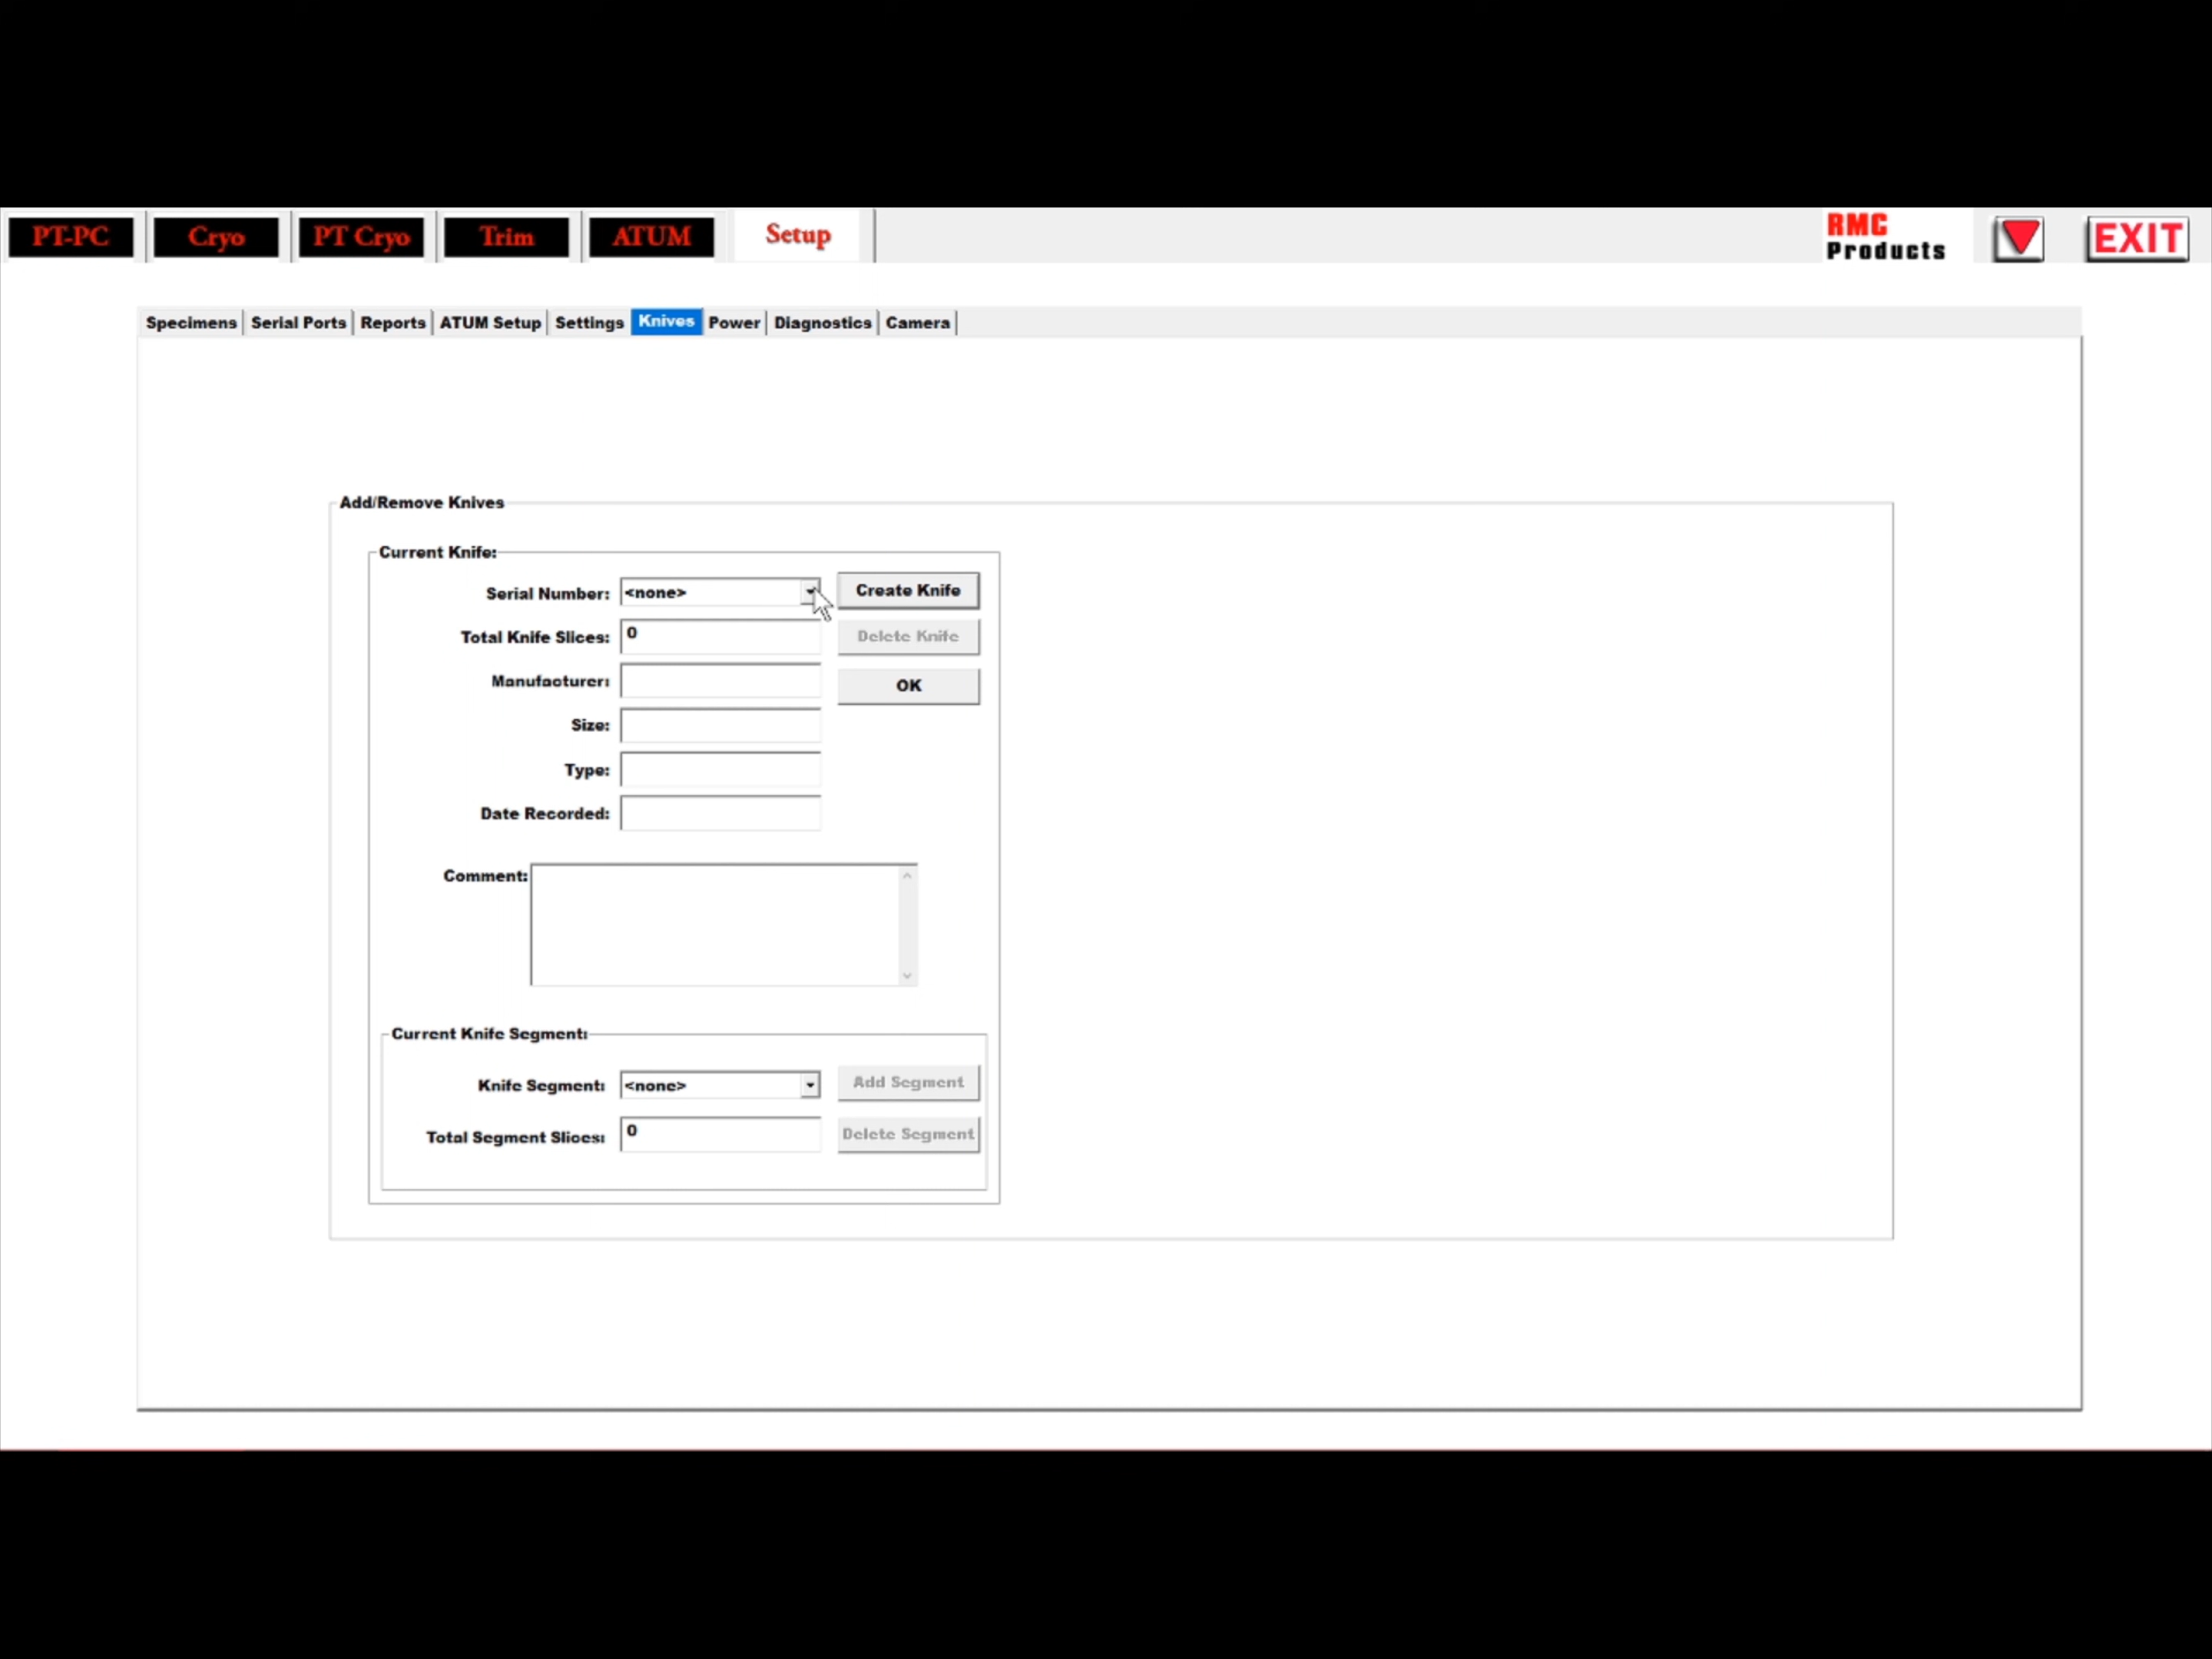 PT-PC Cryo PT Cryo Trim ATUM Setup RMC Products EXIT
Specimens Serial Ports Reports ATUM Setup Settings Knives Power Diagnostics Camera
Add/Remove Knives
Current Knife:
Serial Number: <none> Create Knife
Total Knife Slices: 0 Delete Knife
Manufacturer: OK
Size:
Type:
Date Recorded:
Comment:
Current Knife Segment:
Knife Segment: <none> Add Segment
Total Segment Slices: 0 Delete Segment